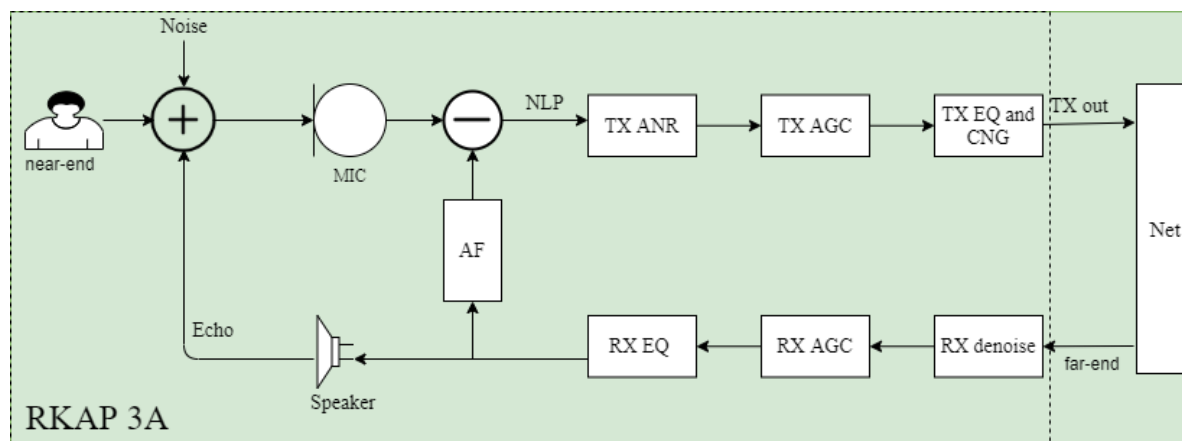 Noise
near-end
MIC
NLP
TX ANR
TX AGC
TX EQ and
CNG
TX out
AF
Net
Echo
Speaker
RX EQ
RX AGC
RX denoise
far-end
RKAP 3A